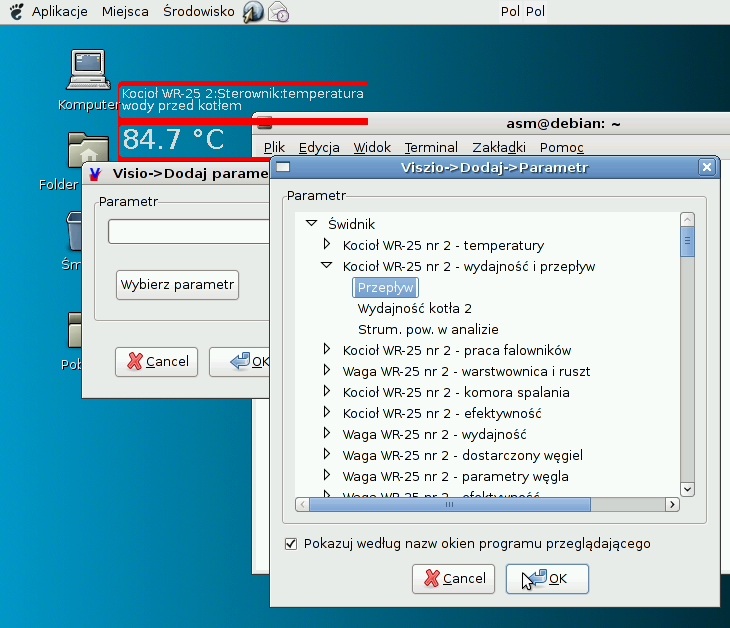 Aplikacje Miejsca Środowisko Pol Pol
Komputer
Kocioł WR-25 2:Sterownik:temperatura
wody przed kotłem
84.7 °C
asm@debian: ~
Plik Edycja Widok Terminal Zakładki Pomoc
Folder
Visio->Dodaj parame
Parametr
Wybierz parametr
Cancel OK
Viszio->Dodaj->Parametr
Parametr
Świdnik
Kocioł WR-25 nr 2 - temperatury
Kocioł WR-25 nr 2 - wydajność i przepływ
Przepływ
Wydajność kotła 2
Strum. pow. w analizie
Kocioł WR-25 nr 2 - praca falowników
Waga WR-25 nr 2 - warstwownica i ruszt
Kocioł WR-25 nr 2 - komora spalania
Kocioł WR-25 nr 2 - efektywność
Waga WR-25 nr 2 - wydajność
Waga WR-25 nr 2 - dostarczony węgiel
Waga WR-25 nr 2 - parametry węgla
Waga WR-25 nr 2 - efektywność
Pokazuj według nazw okien programu przeglądającego
Cancel OK